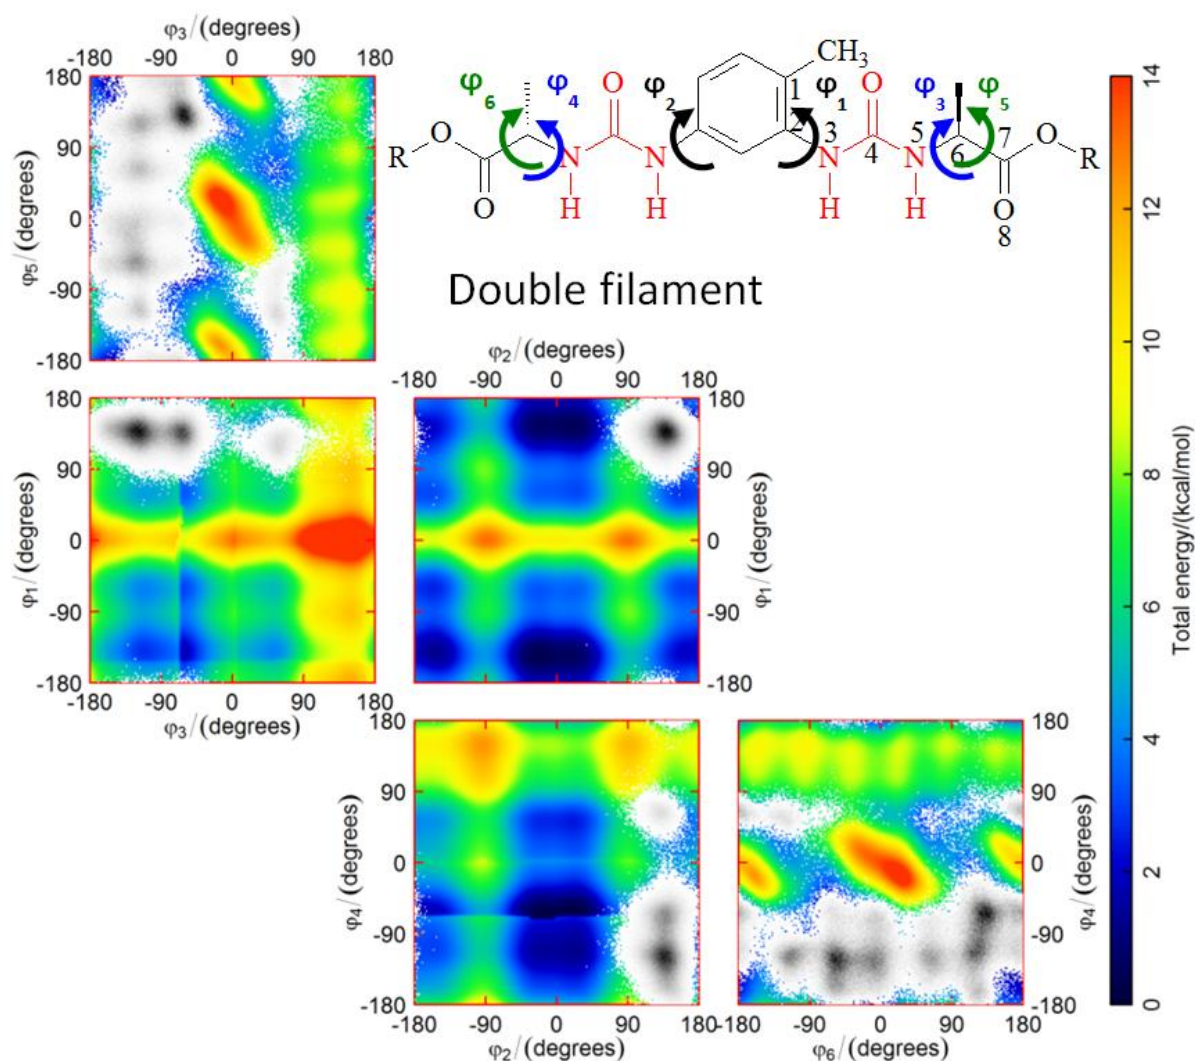 φ₃/(degrees)
-180 -90 0 90 180
180
90
0
-90
-180
φ₅/(degrees)
φ₆ φ₄ φ₂ φ₁ φ₃ φ₅
CH₃
O O
1
2 3 4 5 6 7
R O N N N N O R
O H H H H O
8
Double filament
φ₂/(degrees)
-180 -90 0 90 180
180
90
0
-90
-180
φ₁/(degrees)
-180 -90 0 90 180
φ₃/(degrees)
180
90
0
-90
-180
φ₁/(degrees)
180
90
0
-90
-180
φ₄/(degrees)
-180 -90 0 90 180
φ₂/(degrees)
-180 -90 0 90 180
φ₆/(degrees)
180
90
0
-90
-180
φ₄/(degrees)
14
12
10
8
6
4
2
0
Total energy/(kcal/mol)